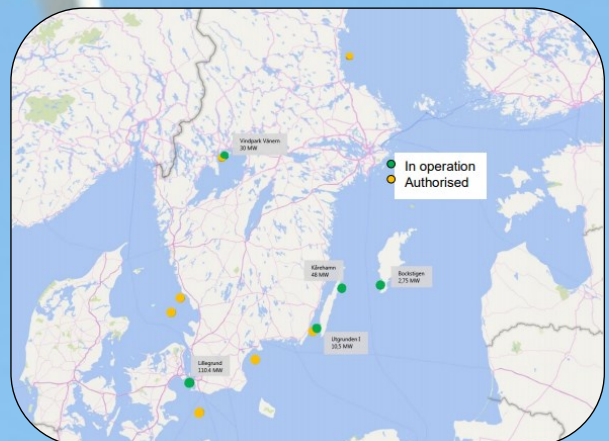 Vindpark Vänern
30 MW
In operation
Authorised
Kårehamn
48 MW
Bockstigen
2,75 MW
Utgrunden I
10,5 MW
Lillegrund
110.4 MW